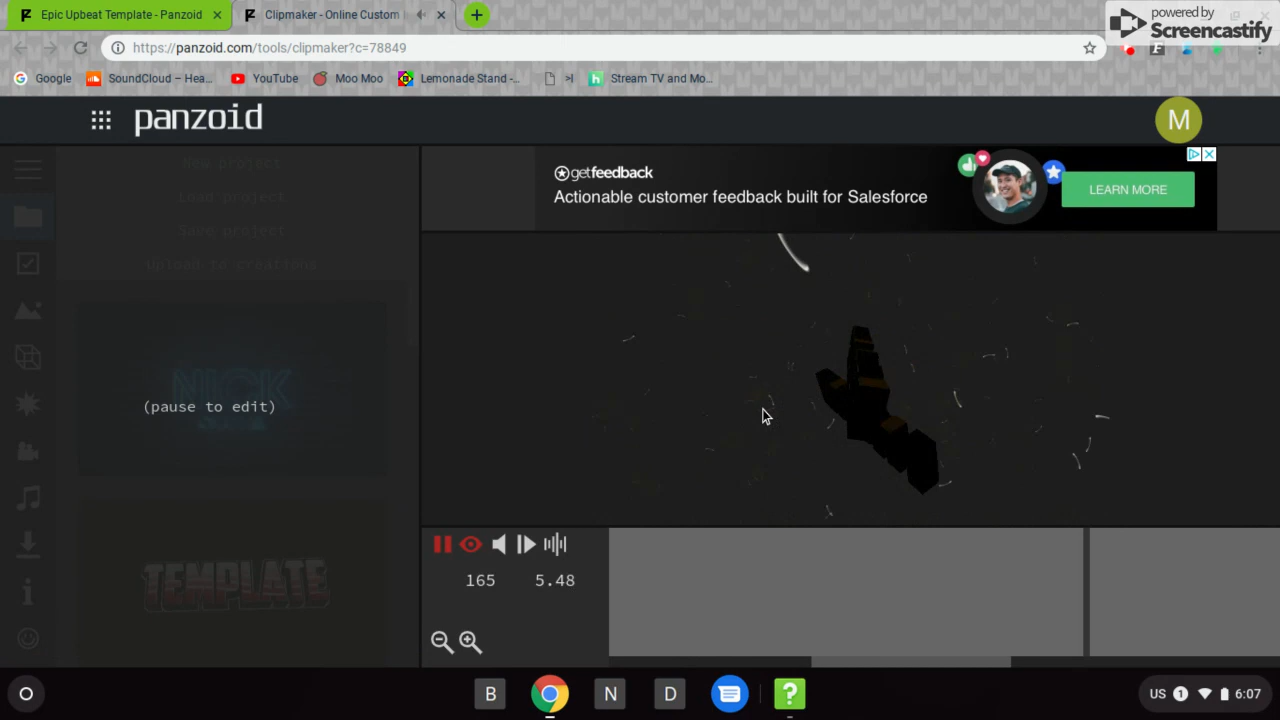 Epic Upbeat Template - Panzoid
Clipmaker - Online Custom
powered by
Screencastify
https://panzoid.com/tools/clipmaker?c=78849
Google
SoundCloud – Hea...
YouTube
Moo Moo
Lemonade Stand -...
>|
Stream TV and Mo...
panzoid
M
New project
Load project
Save project
upload to creations
getfeedback
Actionable customer feedback built for Salesforce
LEARN MORE
NICK
(pause to edit)
TEMPLATE
165 5.48
B
N
D
?
US 1 6:07